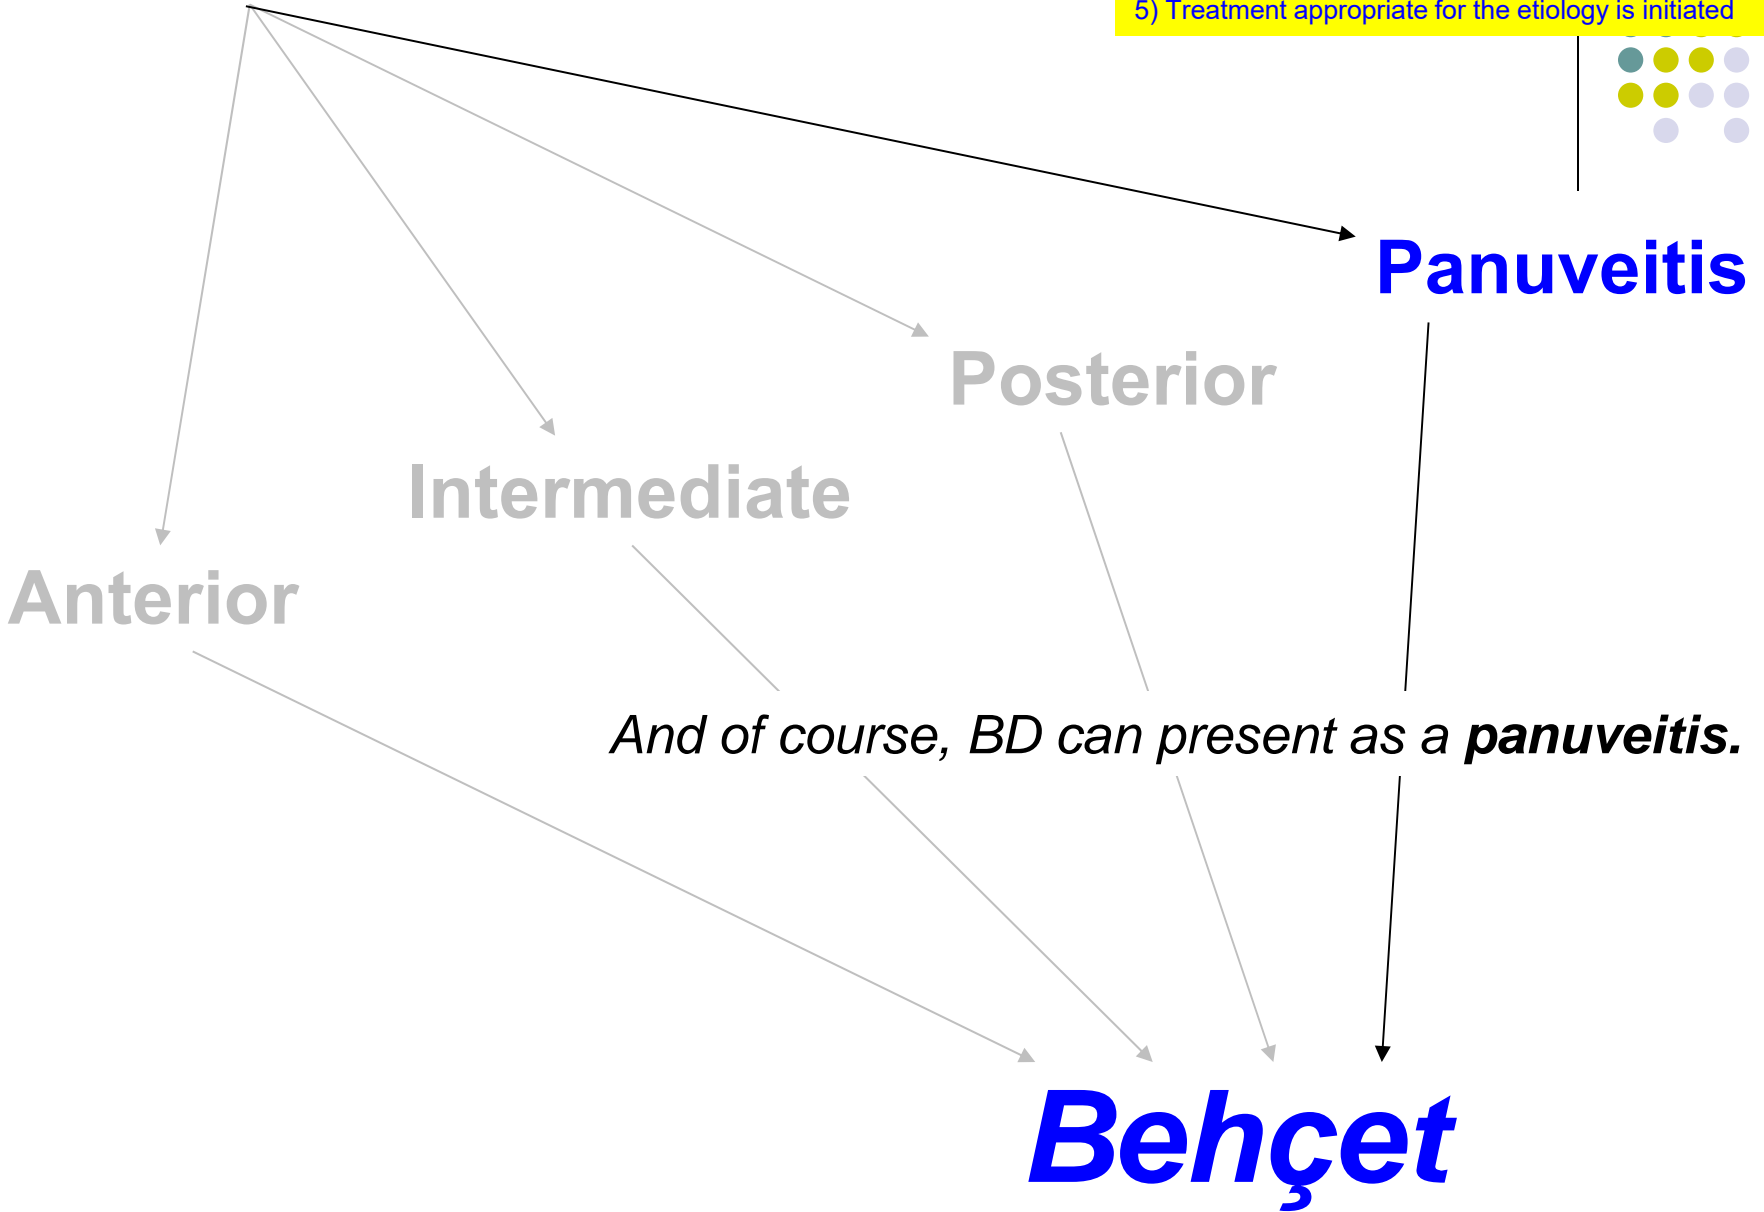 5) Treatment appropriate for the etiology is initiated
Panuveitis
Posterior
Intermediate
Anterior
And of course, BD can present as a panuveitis.
Behçet